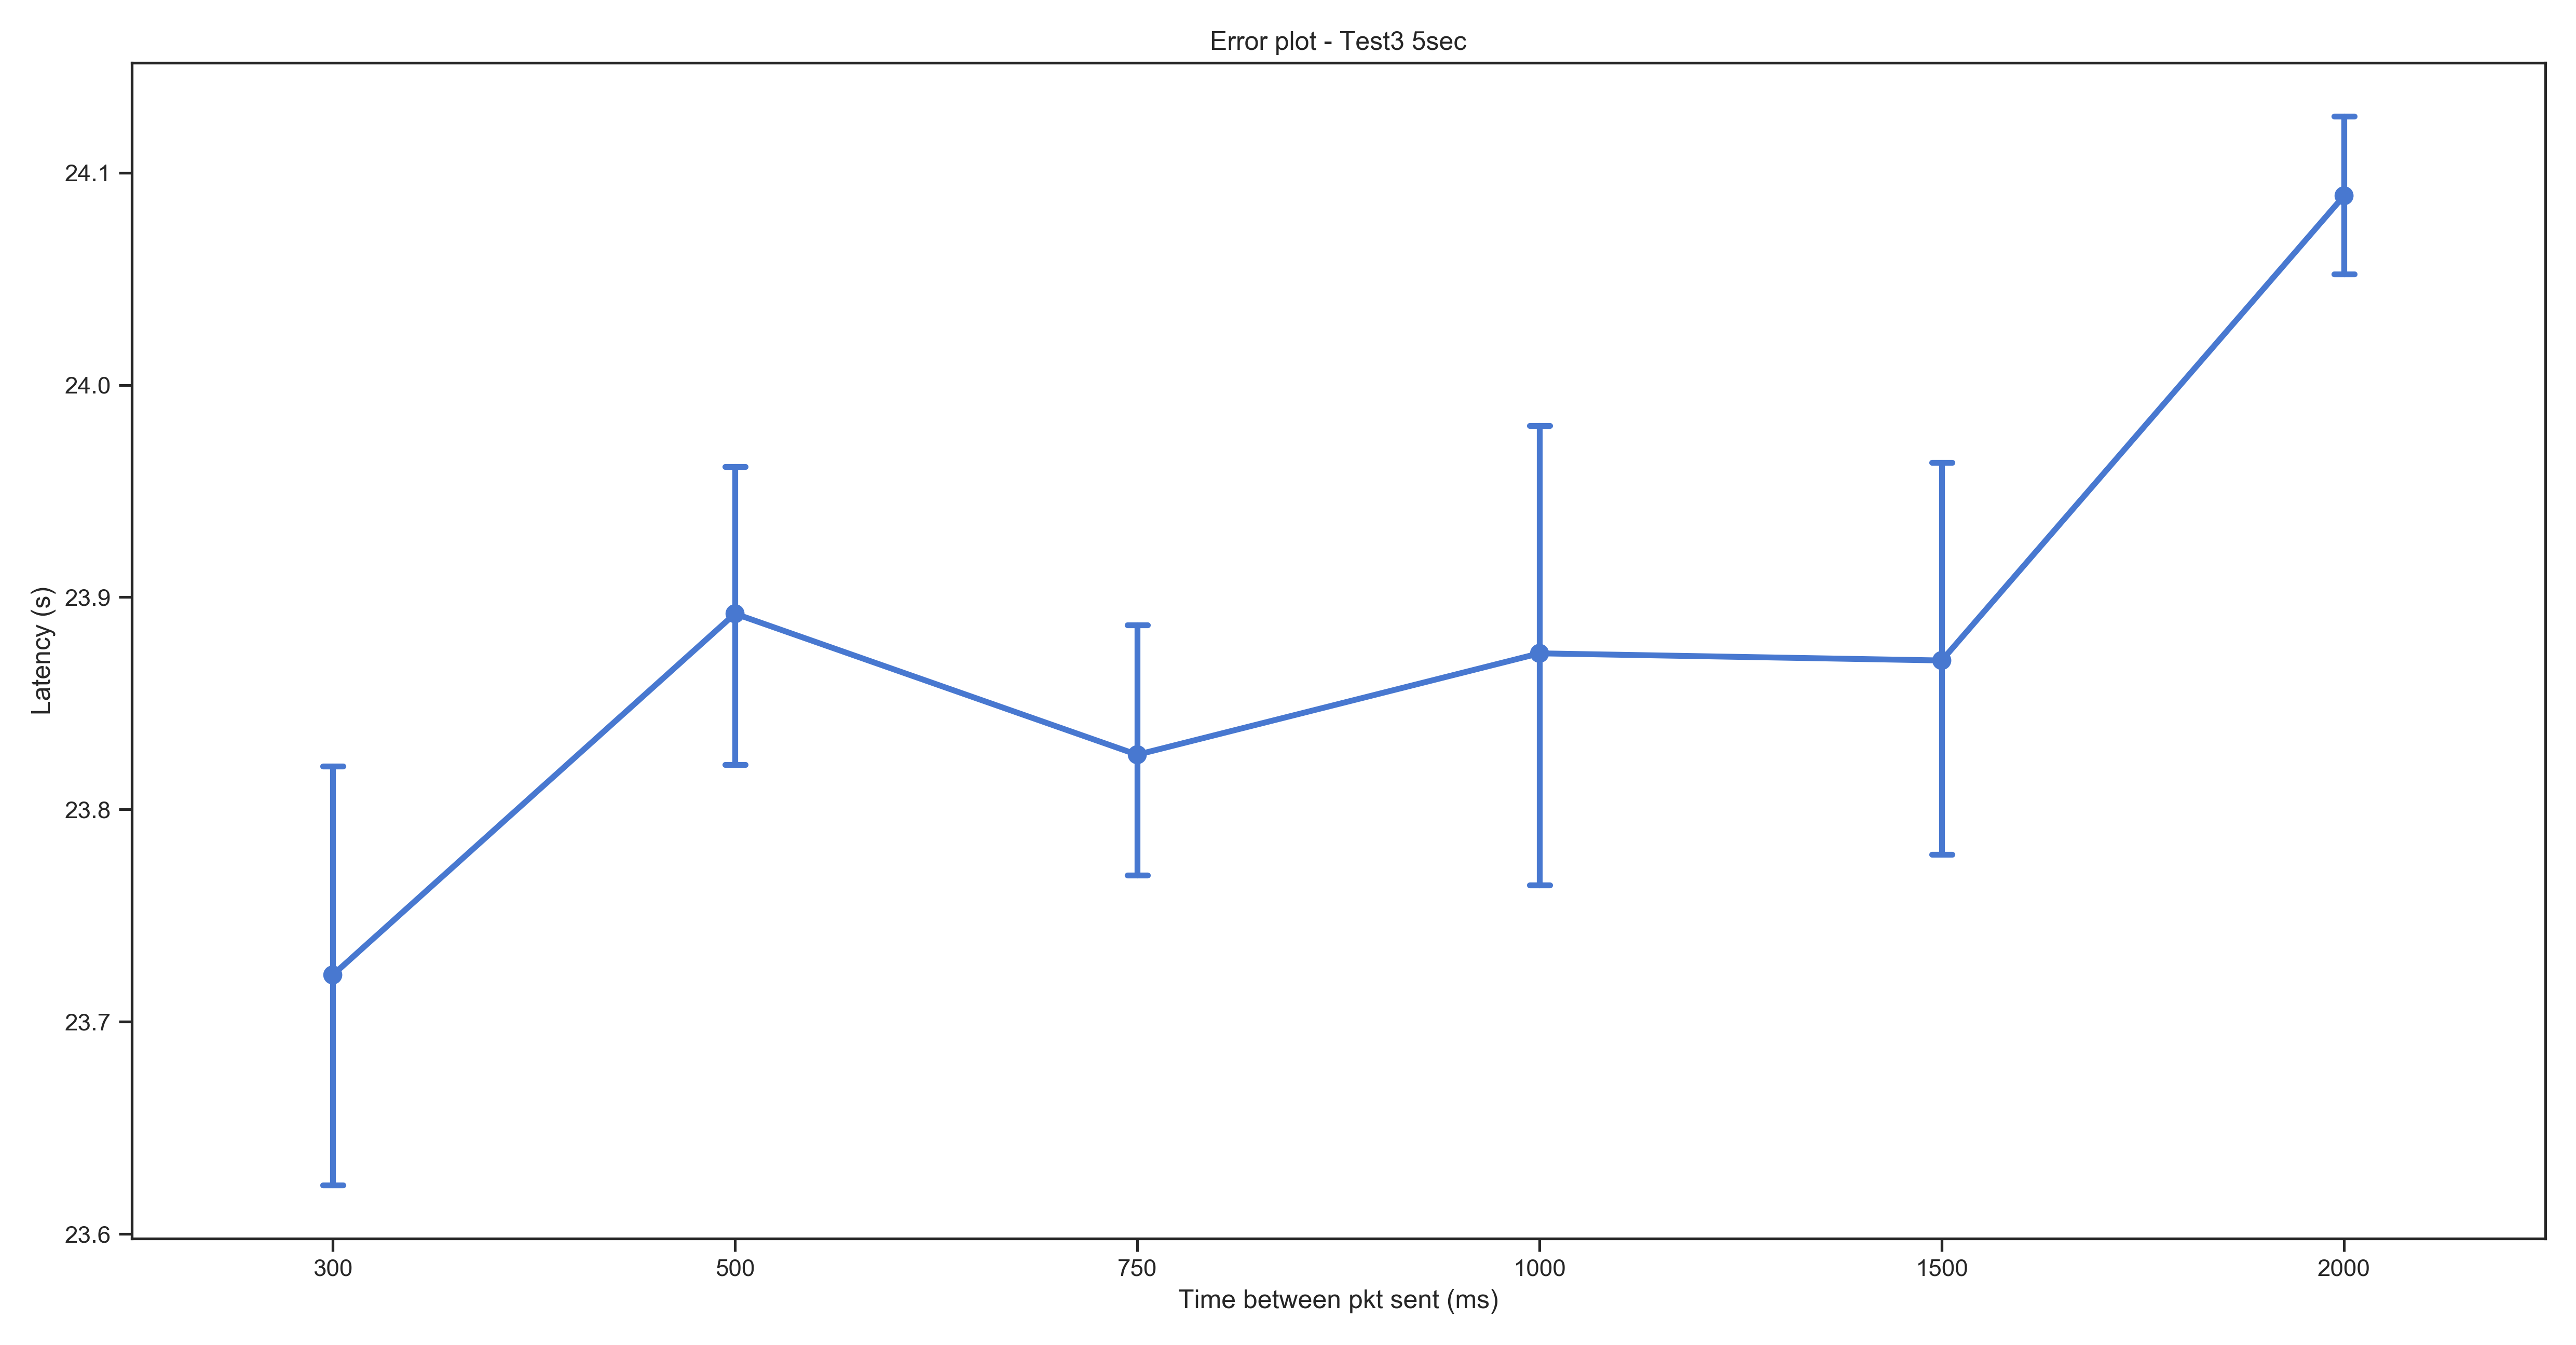 Error plot - Test3 5sec
Latency (s)
24.1
24.0
23.9
23.8
23.7
23.6
300 500 750 1000 1500 2000
Time between pkt sent (ms)